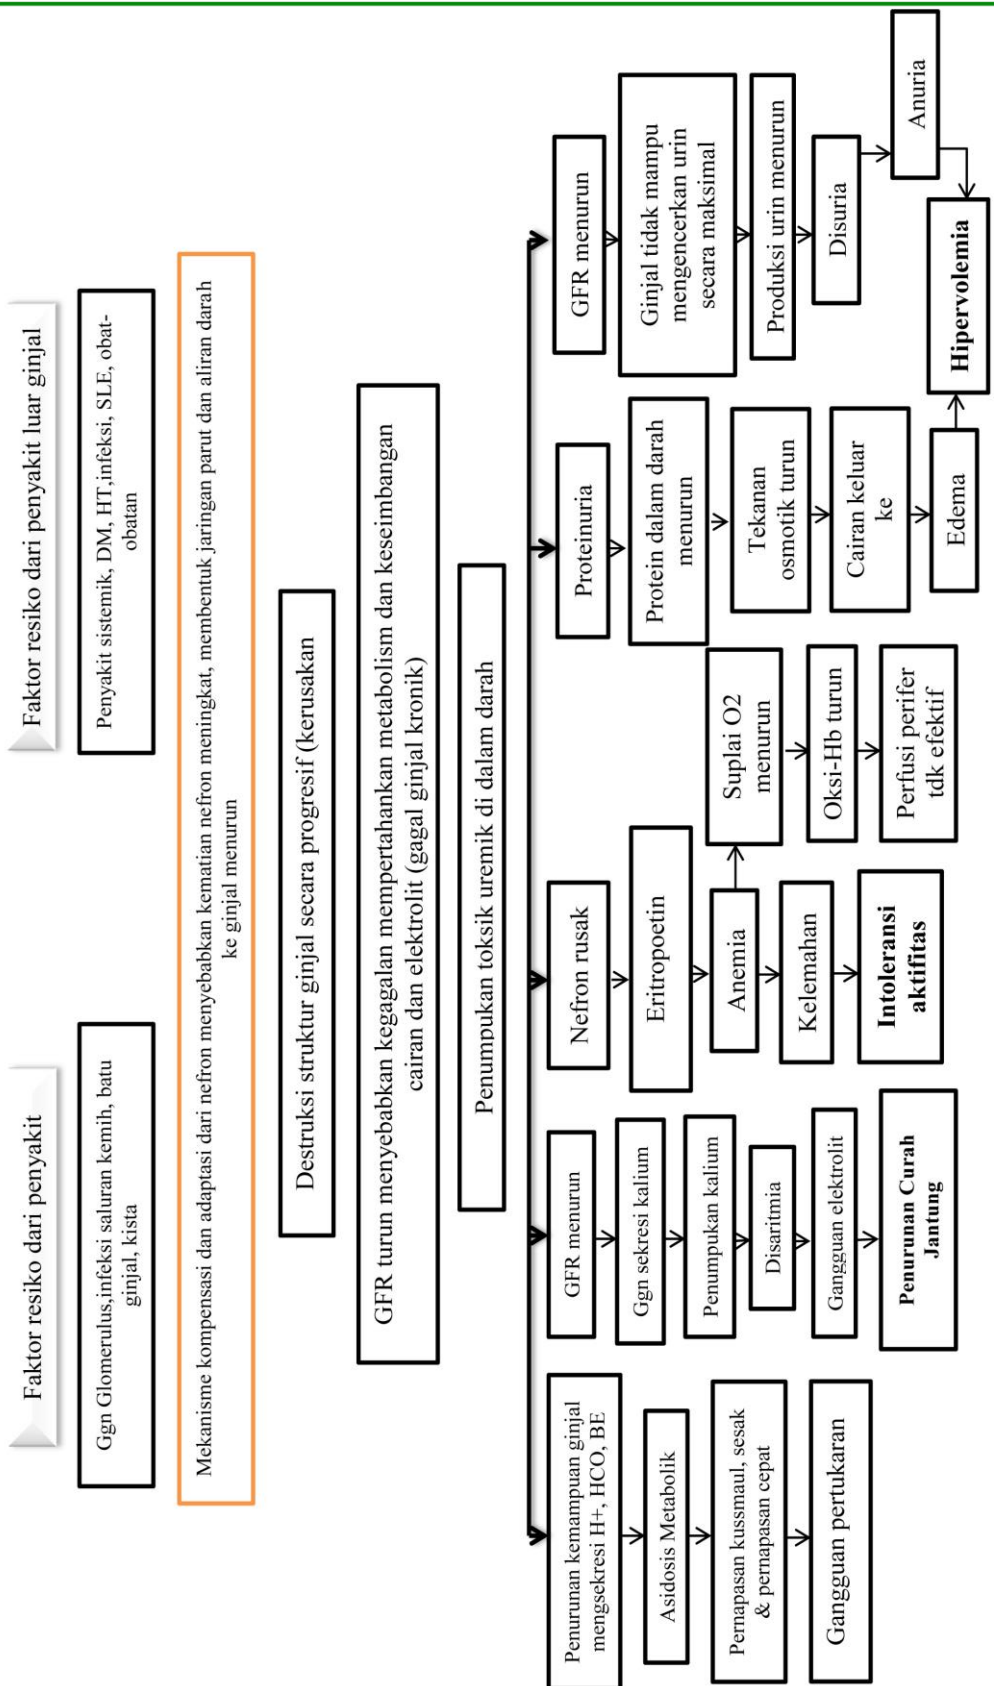 Faktor resiko dari penyakit
Faktor resiko dari penyakit luar ginjal
Ggn Glomerulus,infeksi saluran kemih, batu
ginjal, kista
Penyakit sistemik, DM, HT,infeksi, SLE, obat-
obatan
Mekanisme kompensasi dan adaptasi dari nefron menyebabkan kematian nefron meningkat, membentuk jaringan parut dan aliran darah
ke ginjal menurun
Destruksi struktur ginjal secara progresif (kerusakan
GFR turun menyebabkan kegagalan mempertahankan metabolism dan keseimbangan
cairan dan elektrolit (gagal ginjal kronik)
Penumpukan toksik uremik di dalam darah
Penurunan kemampuan ginjal
mengsekresi H+, HCO, BE
Asidosis Metabolik
Pernapasan kussmaul, sesak
& pernapasan cepat
Gangguan pertukaran
GFR menurun
Ggn sekresi kalium
Penumpukan kalium
Disaritmia
Gangguan elektrolit
Penurunan Curah
Jantung
Nefron rusak
Eritropoetin
Anemia
Kelemahan
Intoleransi
aktifitas
Suplai O2
menurun
Oksi-Hb turun
Perfusi perifer
tdk efektif
Proteinuria
Protein dalam darah
menurun
Tekanan
osmotik turun
Cairan keluar
ke
Edema
GFR menurun
Ginjal tidak mampu
mengencerkan urin
secara maksimal
Produksi urin menurun
Disuria
Anuria
Hipervolemia